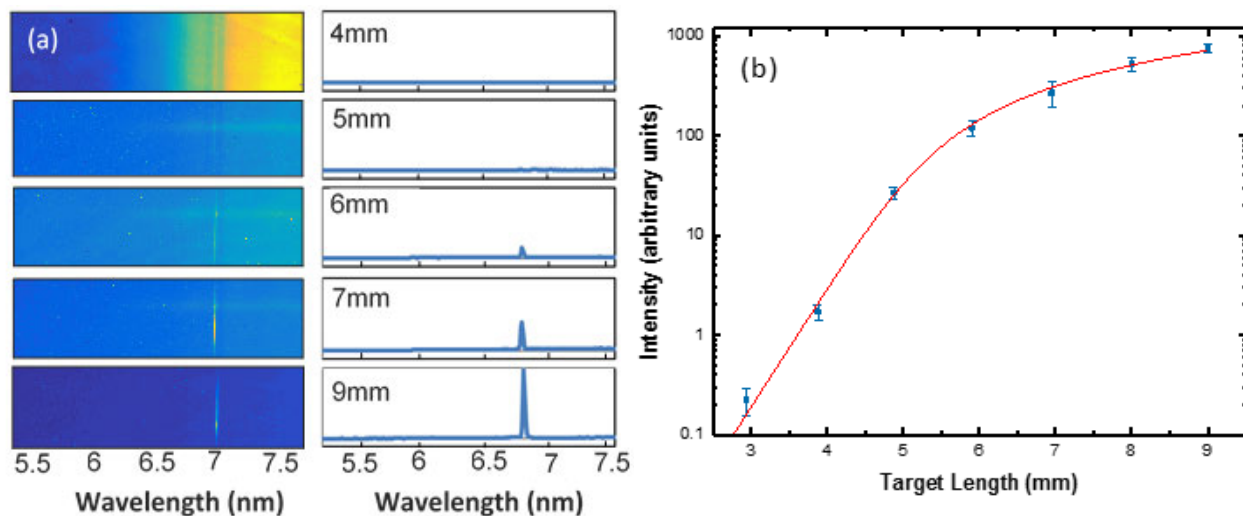 (a)
4mm
5mm
6mm
7mm
9mm
5.5 6 6.5 7 7.5
Wavelength (nm)
5.5 6 6.5 7 7.5
Wavelength (nm)
(b)
Intensity (arbitrary units)
1000
100
10
1
0.1
3 4 5 6 7 8 9
Target Length (mm)